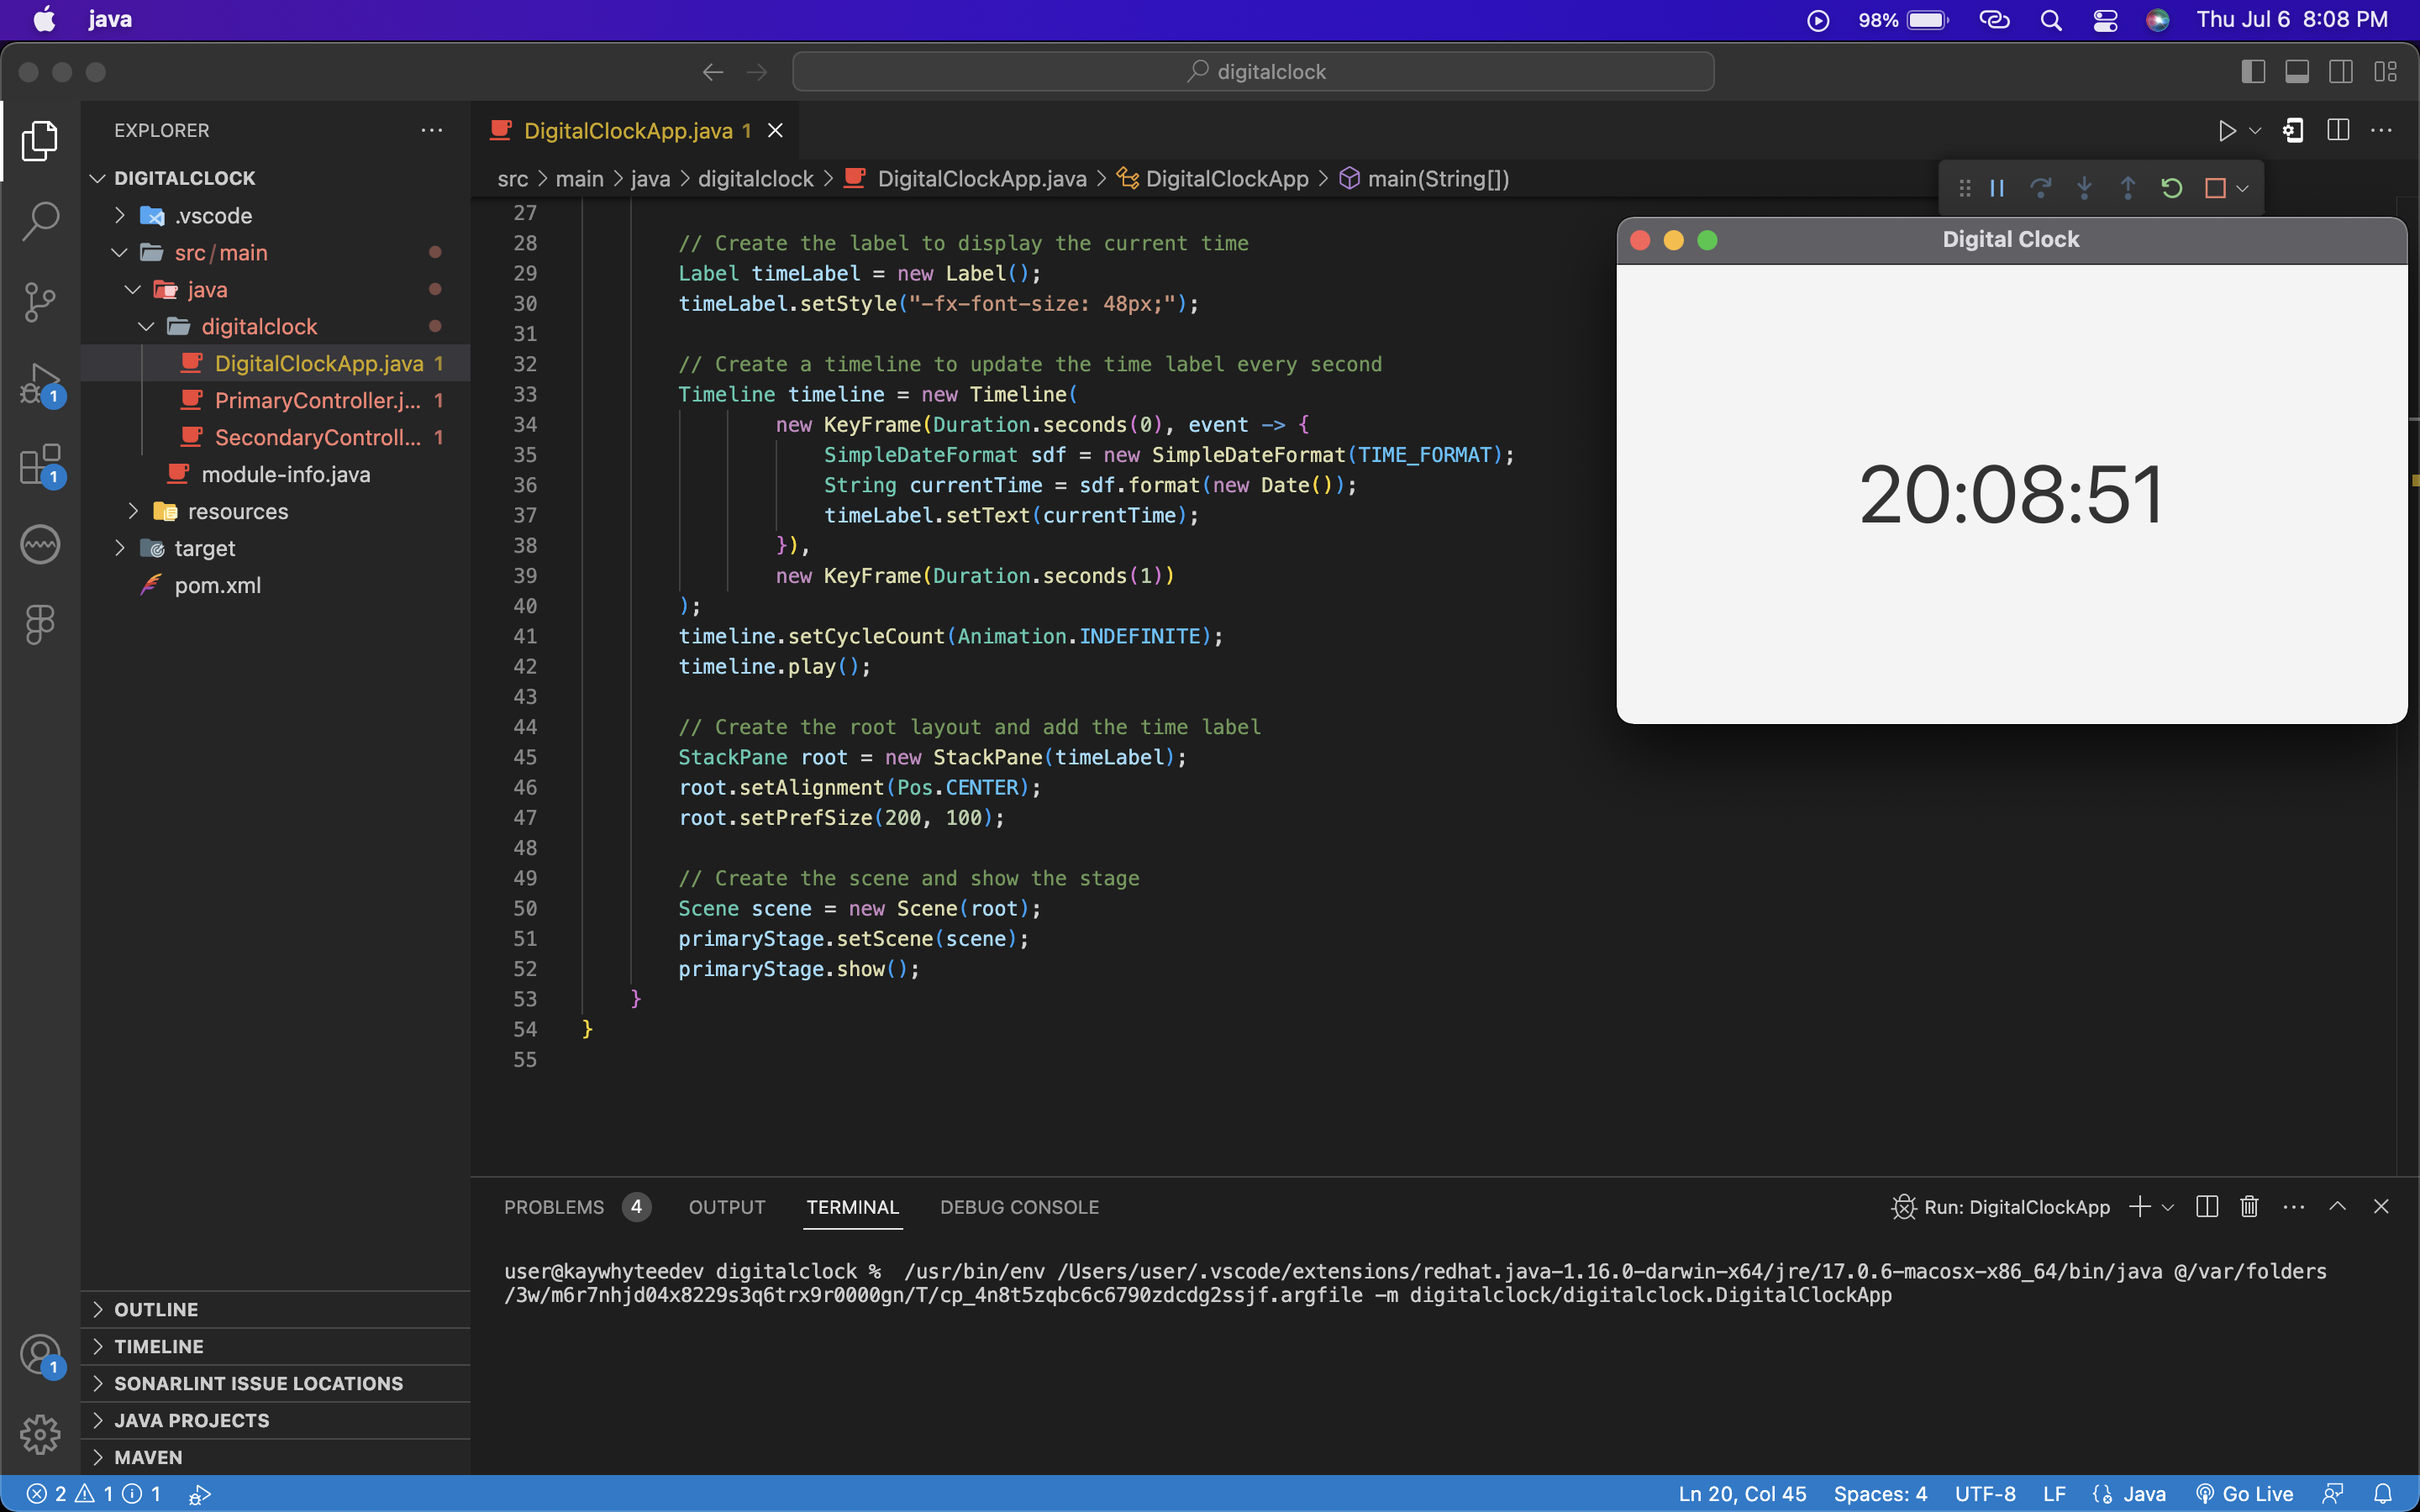 java
98%
Thu Jul 6 8:08 PM
digitalclock
EXPLORER
DIGITALCLOCK
.vscode
src/main
java
digitalclock
DigitalClockApp.java 1
PrimaryController.j... 1
SecondaryControll... 1
module-info.java
resources
target
pom.xml
OUTLINE
TIMELINE
SONARLINT ISSUE LOCATIONS
JAVA PROJECTS
MAVEN
1
1
1
DigitalClockApp.java 1
src > main > java > digitalclock > DigitalClockApp.java > DigitalClockApp > main(String[])
27
28 // Create the label to display the current time
29 Label timeLabel = new Label();
30 timeLabel.setStyle("-fx-font-size: 48px;");
31
32 // Create a timeline to update the time label every second
33 Timeline timeline = new Timeline(
34 new KeyFrame(Duration.seconds(0), event -> {
35 SimpleDateFormat sdf = new SimpleDateFormat(TIME_FORMAT);
36 String currentTime = sdf.format(new Date());
37 timeLabel.setText(currentTime);
38 }),
39 new KeyFrame(Duration.seconds(1))
40 );
41 timeline.setCycleCount(Animation.INDEFINITE);
42 timeline.play();
43
44 // Create the root layout and add the time label
45 StackPane root = new StackPane(timeLabel);
46 root.setAlignment(Pos.CENTER);
47 root.setPrefSize(200, 100);
48
49 // Create the scene and show the stage
50 Scene scene = new Scene(root);
51 primaryStage.setScene(scene);
52 primaryStage.show();
53 }
54 }
55
Digital Clock
20:08:51
PROBLEMS 4 OUTPUT TERMINAL DEBUG CONSOLE
Run: DigitalClockApp
user@kaywhyteedev digitalclock % /usr/bin/env /Users/user/.vscode/extensions/redhat.java-1.16.0-darwin-x64/jre/17.0.6-macosx-x86_64/bin/java @/var/folders
/3w/m6r7nhjd04x8229s3q6trx9r0000gn/T/cp_4n8t5zqbc6c6790zdcdg2ssjf.argfile -m digitalclock/digitalclock.DigitalClockApp
2 1 1
Ln 20, Col 45 Spaces: 4 UTF-8 LF Java Go Live